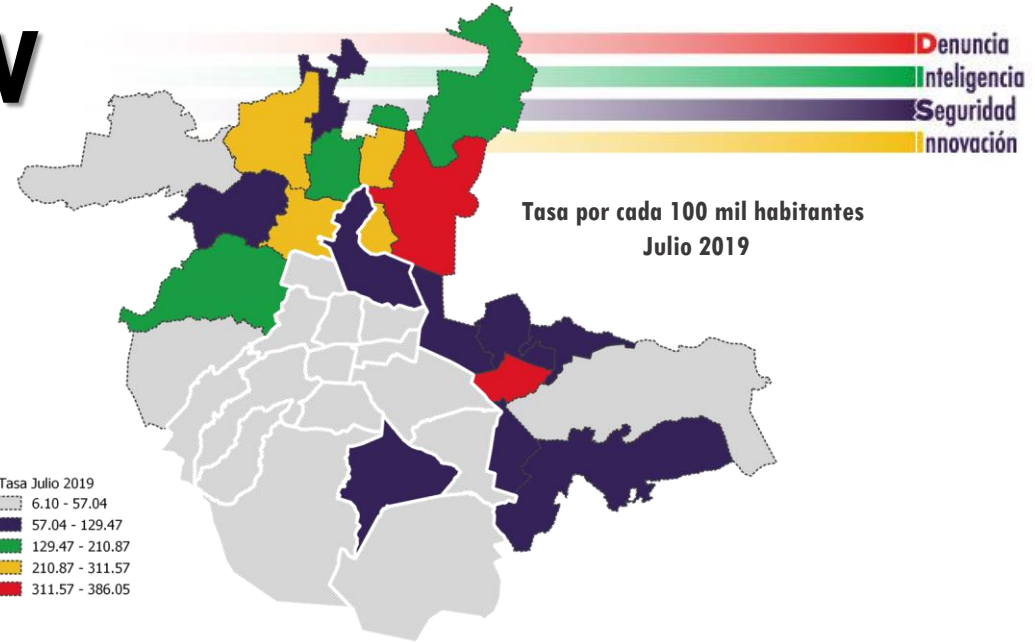 Denuncia
Inteligencia
Seguridad
Innovación
Tasa por cada 100 mil habitantes
Julio 2019
Tasa Julio 2019
6.10 - 57.04
57.04 - 129.47
129.47 - 210.87
210.87 - 311.57
311.57 - 386.05